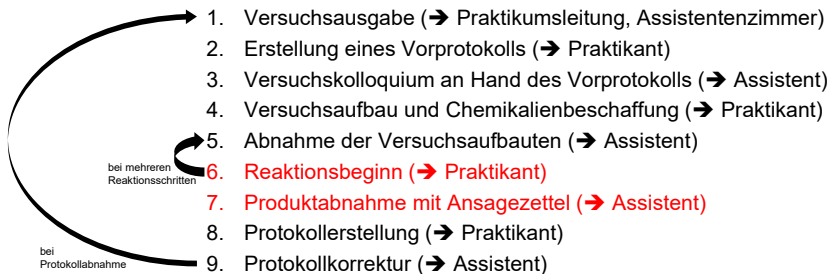 1. Versuchsausgabe (➔ Praktikumsleitung, Assistentenzimmer)
2. Erstellung eines Vorprotokolls (➔ Praktikant)
3. Versuchskolloquium an Hand des Vorprotokolls (➔ Assistent)
4. Versuchsaufbau und Chemikalienbeschaffung (➔ Praktikant)
5. Abnahme der Versuchsaufbauten (➔ Assistent)
bei mehreren
Reaktionsschritten
6. Reaktionsbeginn (➔ Praktikant)
7. Produktabnahme mit Ansagezettel (➔ Assistent)
8. Protokollerstellung (➔ Praktikant)
bei
Protokollabnahme
9. Protokollkorrektur (➔ Assistent)